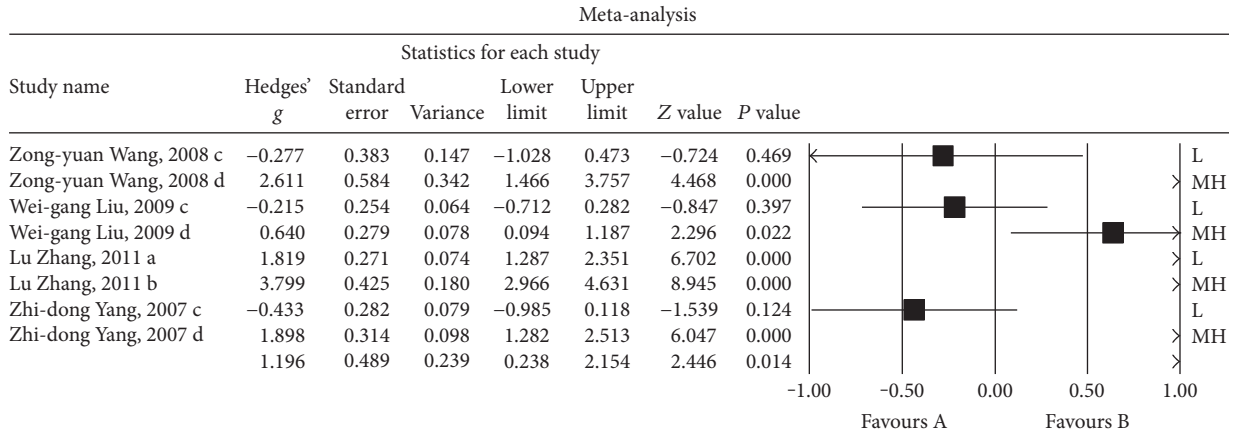 Meta-analysis
Statistics for each study
Study name Hedges’ g Standard error Variance Lower limit Upper limit Z value P value
Zong-yuan Wang, 2008 c −0.277 0.383 0.147 −1.028 0.473 −0.724 0.469 L
Zong-yuan Wang, 2008 d 2.611 0.584 0.342 1.466 3.757 4.468 0.000 MH
Wei-gang Liu, 2009 c −0.215 0.254 0.064 −0.712 0.282 −0.847 0.397 L
Wei-gang Liu, 2009 d 0.640 0.279 0.078 0.094 1.187 2.296 0.022 MH
Lu Zhang, 2011 a 1.819 0.271 0.074 1.287 2.351 6.702 0.000 L
Lu Zhang, 2011 b 3.799 0.425 0.180 2.966 4.631 8.945 0.000 MH
Zhi-dong Yang, 2007 c −0.433 0.282 0.079 −0.985 0.118 −1.539 0.124 L
Zhi-dong Yang, 2007 d 1.898 0.314 0.098 1.282 2.513 6.047 0.000 MH
1.196 0.489 0.239 0.238 2.154 2.446 0.014
−1.00 −0.50 0.00 0.50 1.00
Favours A Favours B